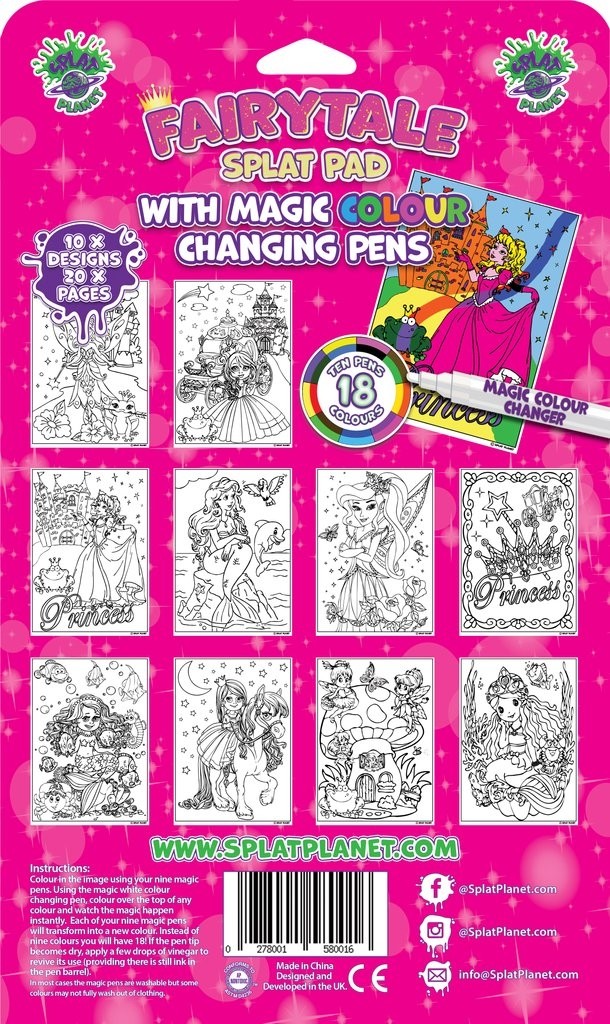 SPLAT PLANET
SPLAT PLANET
FAIRYTALE
SPLAT PAD
WITH MAGIC COLOUR
CHANGING PENS
10 X
DESIGNS
20 X
PAGES
TEN PENS
18
COLOURS
MAGIC COLOUR
CHANGER
Princess
Princess
Princess
WWW.SPLATPLANET.COM
Instructions:
Colour in the image using your nine magic
pens. Using the magic white colour
changing pen, colour over the top of
any colour and watch the magic happen
instantly. Each of your nine magic pens
will transform into a new colour. Instead of
nine colours you will have 18! If the pen tip
becomes dry, apply a few drops of vinegar to
revive its use (providing there is still ink in
the pen barrel).
In most cases the magic pens are washable but some
colours may not fully wash out of clothing.
0 278001 580016
Made in China
Designed and
Developed in the UK.
CE
@SplatPlanet.com
@SplatPlanet.com
info@SplatPlanet.com